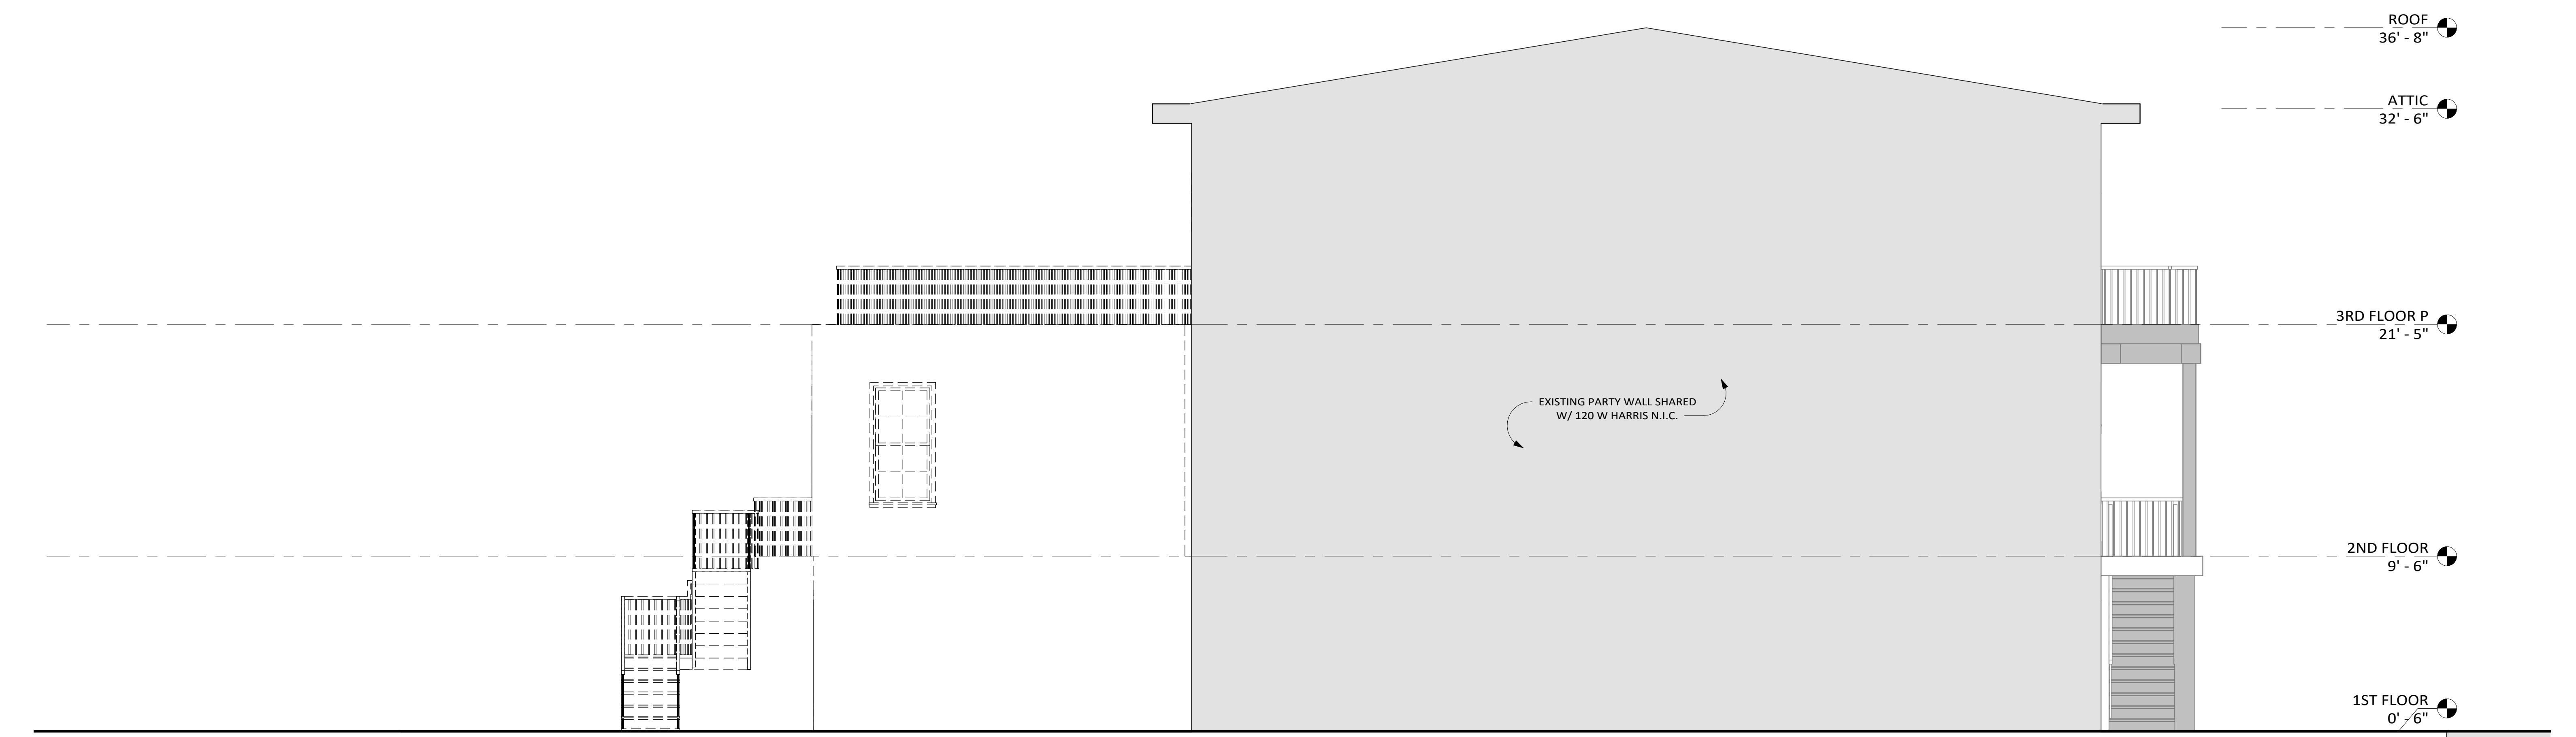 ROOF
36' - 8"
ATTIC
32' - 6"
3RD FLOOR P
21' - 5"
EXISTING PARTY WALL SHARED
W/ 120 W HARRIS N.I.C.
2ND FLOOR
9' - 6"
1ST FLOOR
0' - 6"